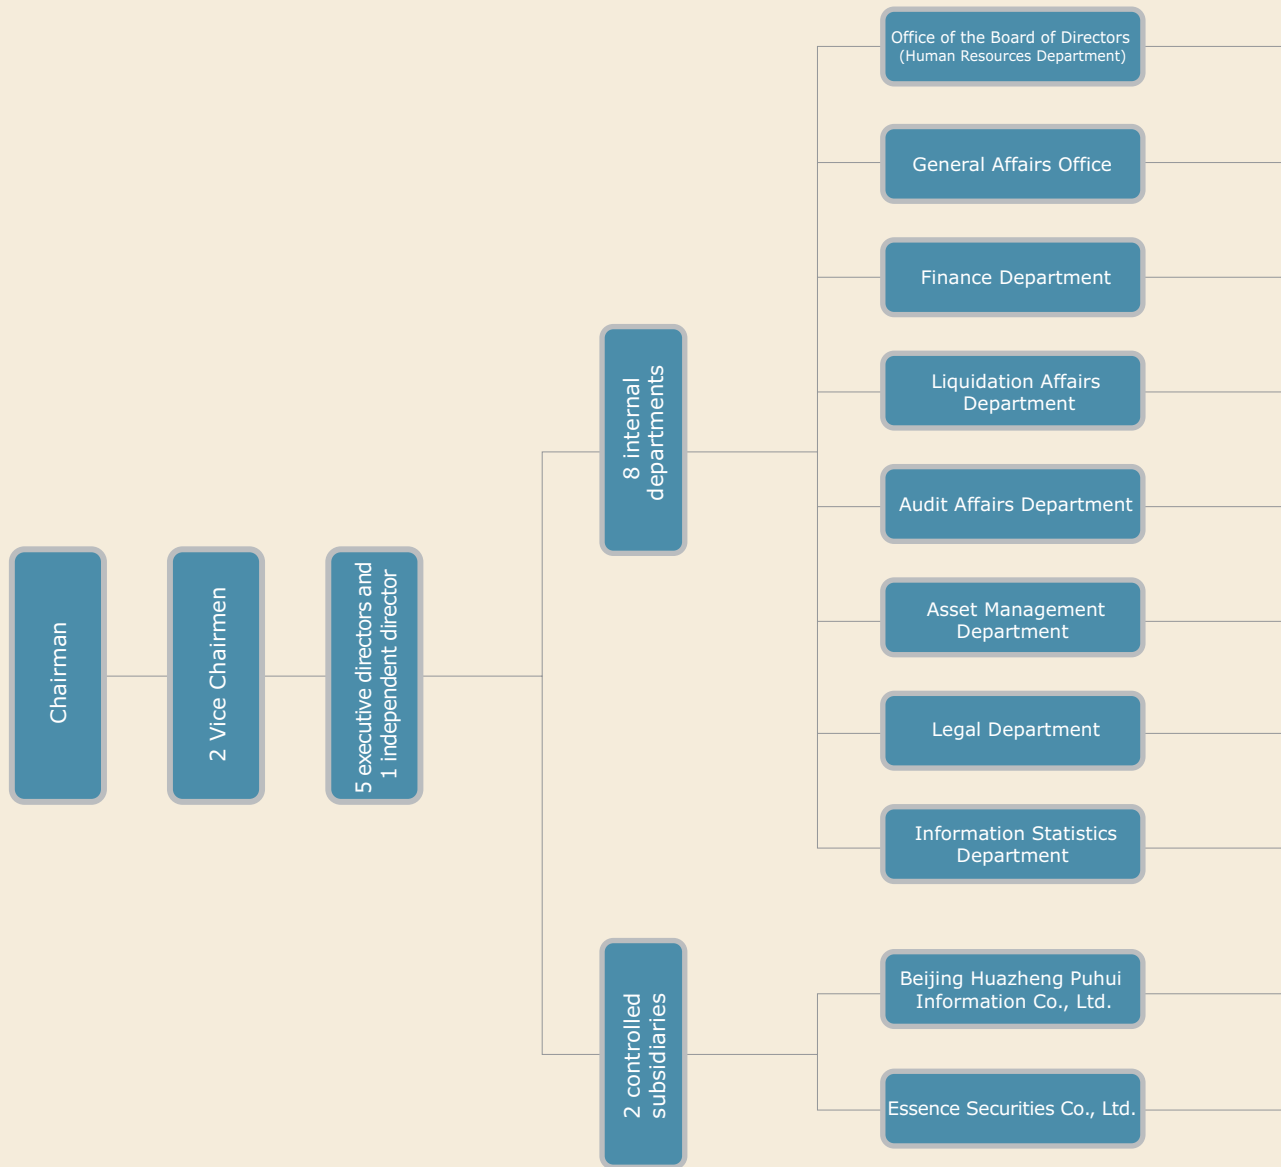 Chairman
2 Vice Chairmen
5 executive directors and
1 independent director
8 internal
departments
Office of the Board of Directors
(Human Resources Department)
General Affairs Office
Finance Department
Liquidation Affairs
Department
Audit Affairs Department
Asset Management
Department
Legal Department
Information Statistics
Department
2 controlled
subsidiaries
Beijing Huazheng Puhui
Information Co., Ltd.
Essence Securities Co., Ltd.